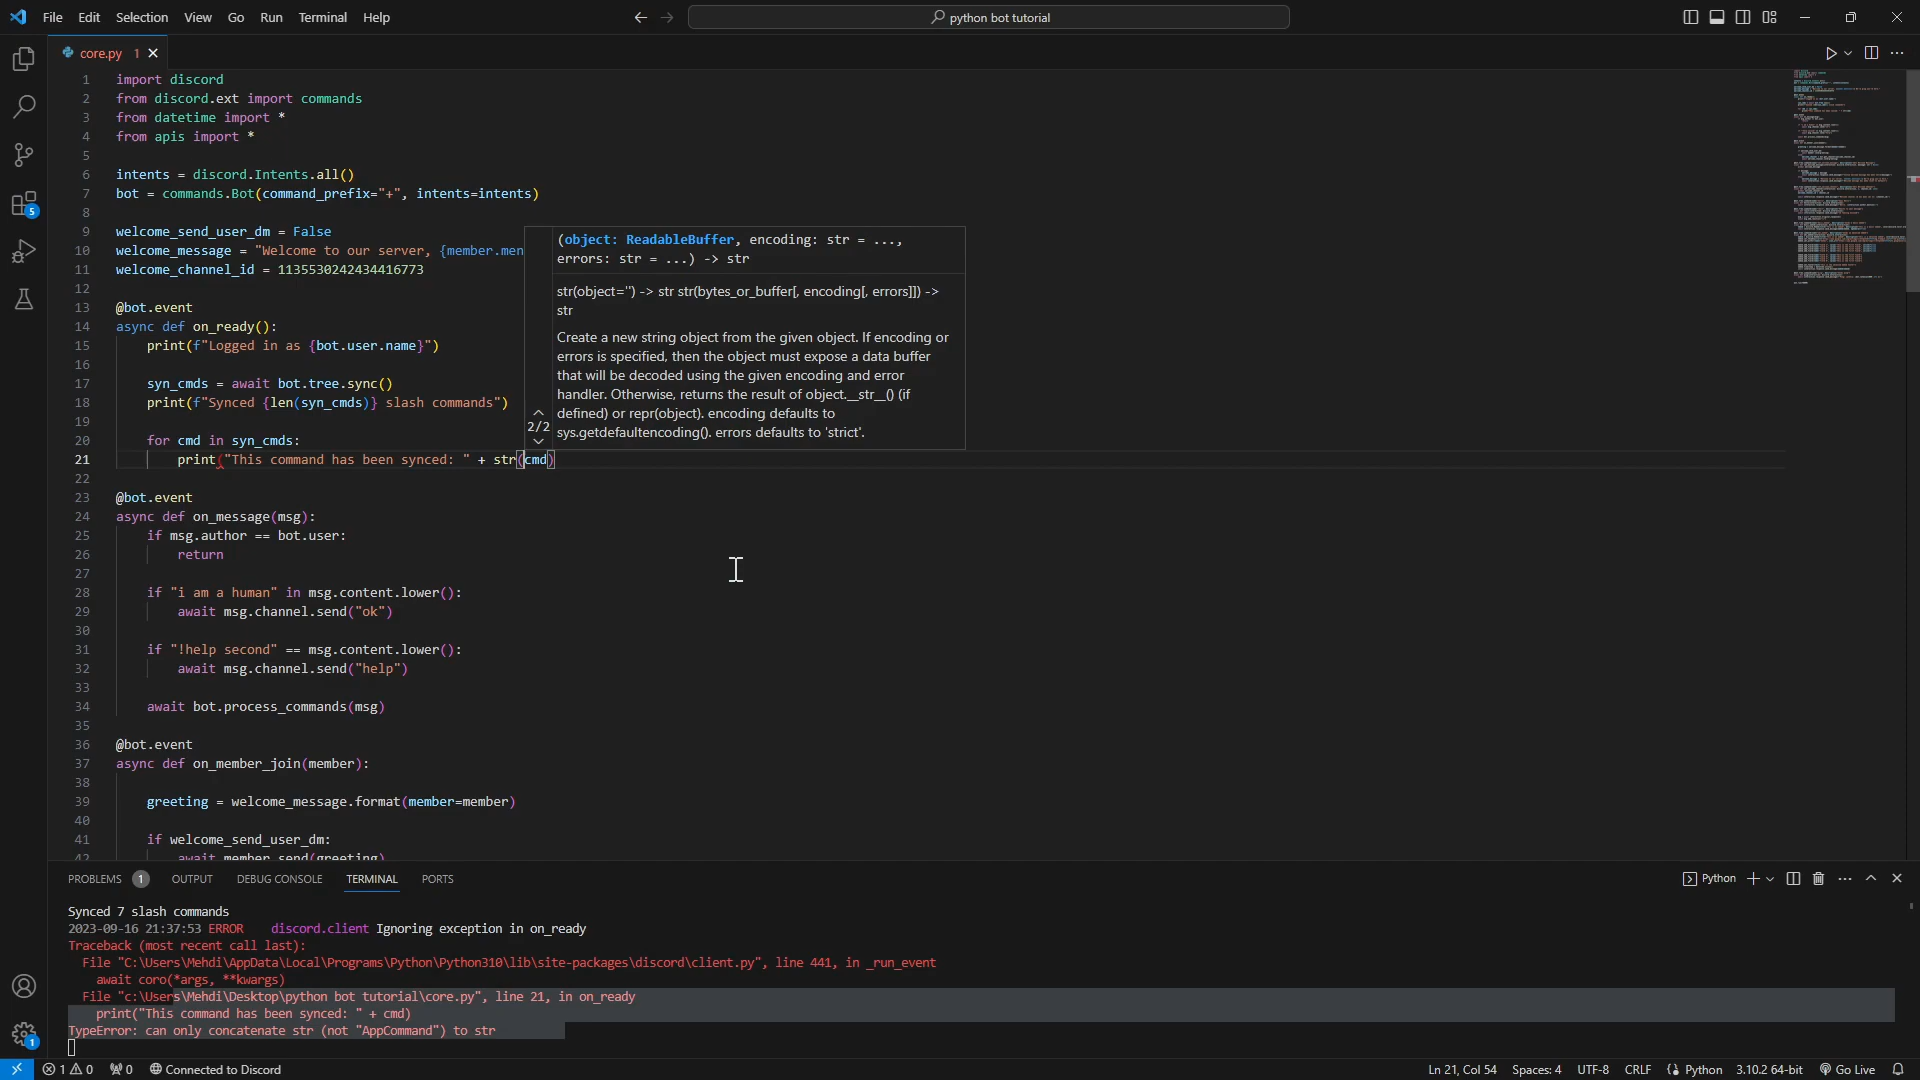 File Edit Selection View Go Run Terminal Help
python bot tutorial
core.py 1
1 import discord
2 from discord.ext import commands
3 from datetime import *
4 from apis import *
5
6 intents = discord.Intents.all()
7 bot = commands.Bot(command_prefix="+", intents=intents)
8
9 welcome_send_user_dm = False
10 welcome_message = "Welcome to our server, {member.men
11 welcome_channel_id = 1135530242434416773
12
13 @bot.event
14 async def on_ready():
15 print(f"Logged in as {bot.user.name}")
16
17 syn_cmds = await bot.tree.sync()
18 print(f"Synced {len(syn_cmds)} slash commands")
19
20 for cmd in syn_cmds:
21 print("This command has been synced: " + str(cmd)
22
23 @bot.event
24 async def on_message(msg):
25 if msg.author == bot.user:
26 return
27
28 if "i am a human" in msg.content.lower():
29 await msg.channel.send("ok")
30
31 if "!help second" == msg.content.lower():
32 await msg.channel.send("help")
33
34 await bot.process_commands(msg)
35
36 @bot.event
37 async def on_member_join(member):
38
39 greeting = welcome_message.format(member=member)
40
41 if welcome_send_user_dm:
42 await member.send(greeting)
(object: ReadableBuffer, encoding: str = ...,
errors: str = ...) -> str
str(object='') -> str str(bytes_or_buffer[, encoding[, errors]]) ->
str
Create a new string object from the given object. If encoding or
errors is specified, then the object must expose a data buffer
that will be decoded using the given encoding and error
handler. Otherwise, returns the result of object.__str__() (if
defined) or repr(object). encoding defaults to
sys.getdefaultencoding(). errors defaults to 'strict'.
2/2
5
1
PROBLEMS 1 OUTPUT DEBUG CONSOLE TERMINAL PORTS
Python
Synced 7 slash commands
2023-09-16 21:37:53 ERROR discord.client Ignoring exception in on_ready
Traceback (most recent call last):
File "C:\Users\Mehdi\AppData\Local\Programs\Python\Python310\lib\site-packages\discord\client.py", line 441, in _run_event
await coro(*args, **kwargs)
File "c:\Users\Mehdi\Desktop\python bot tutorial\core.py", line 21, in on_ready
print("This command has been synced: " + cmd)
TypeError: can only concatenate str (not "AppCommand") to str
1 0 0 Connected to Discord
Ln 21, Col 54 Spaces: 4 UTF-8 CRLF Python 3.10.2 64-bit Go Live